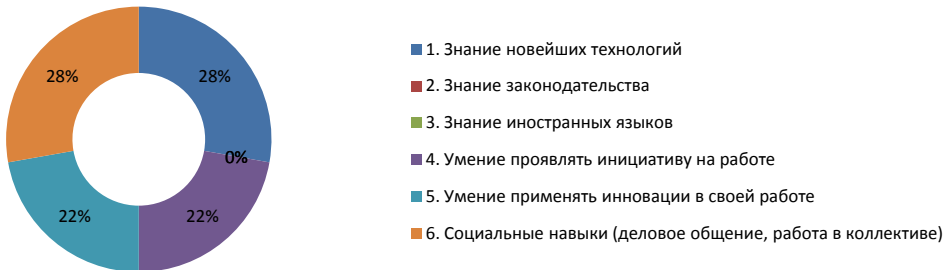 28%
28%
0%
22%
22%
1. Знание новейших технологий
2. Знание законодательства
3. Знание иностранных языков
4. Умение проявлять инициативу на работе
5. Умение применять инновации в своей работе
6. Социальные навыки (деловое общение, работа в коллективе)